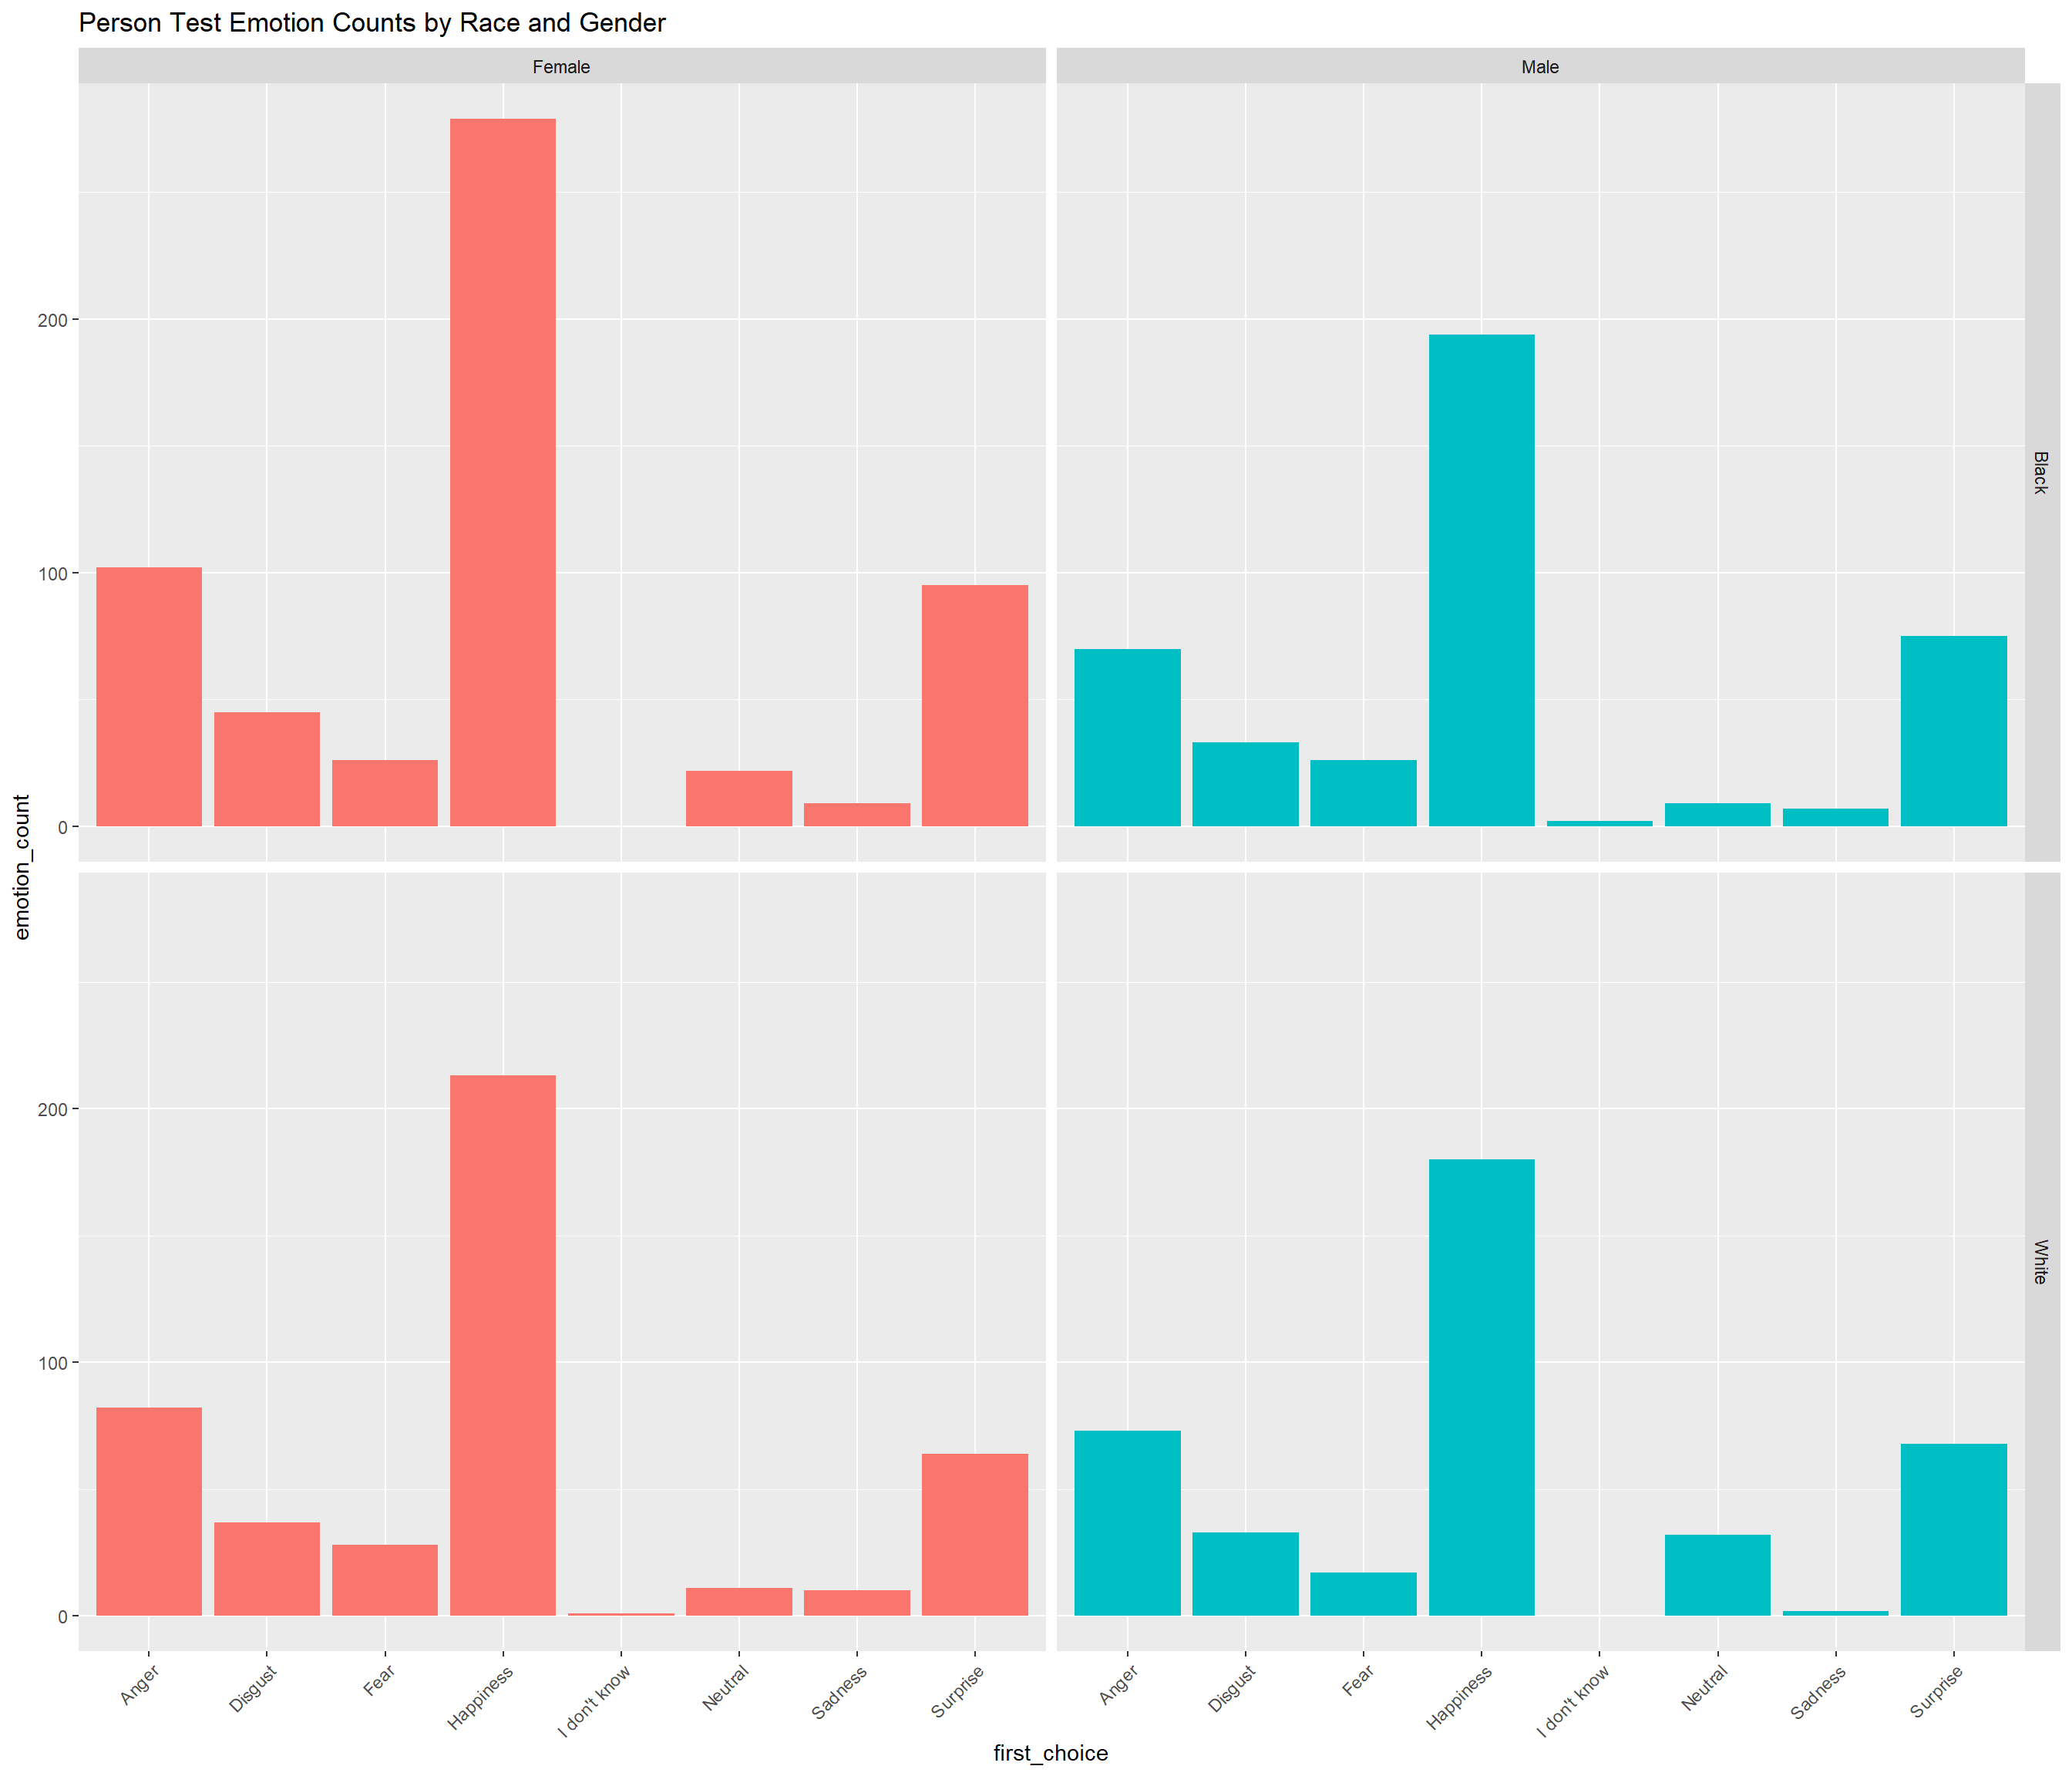 Person Test Emotion Counts by Race and Gender
Female
Male
Black
White
emotion_count
200
100
0
200
100
0
Anger
Disgust
Fear
Happiness
I don't know
Neutral
Sadness
Surprise
Anger
Disgust
Fear
Happiness
I don't know
Neutral
Sadness
Surprise
first_choice